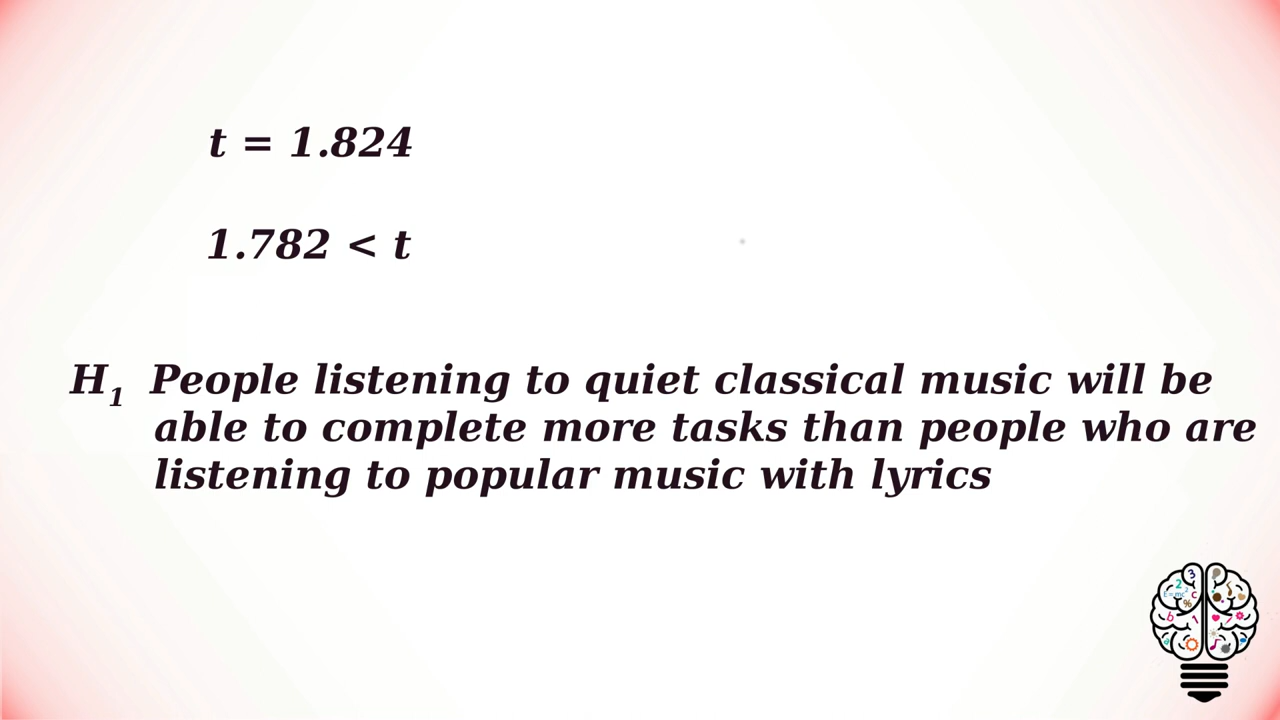 t = 1.824
1.782 < t
H₁ People listening to quiet classical music will be
able to complete more tasks than people who are
listening to popular music with lyrics